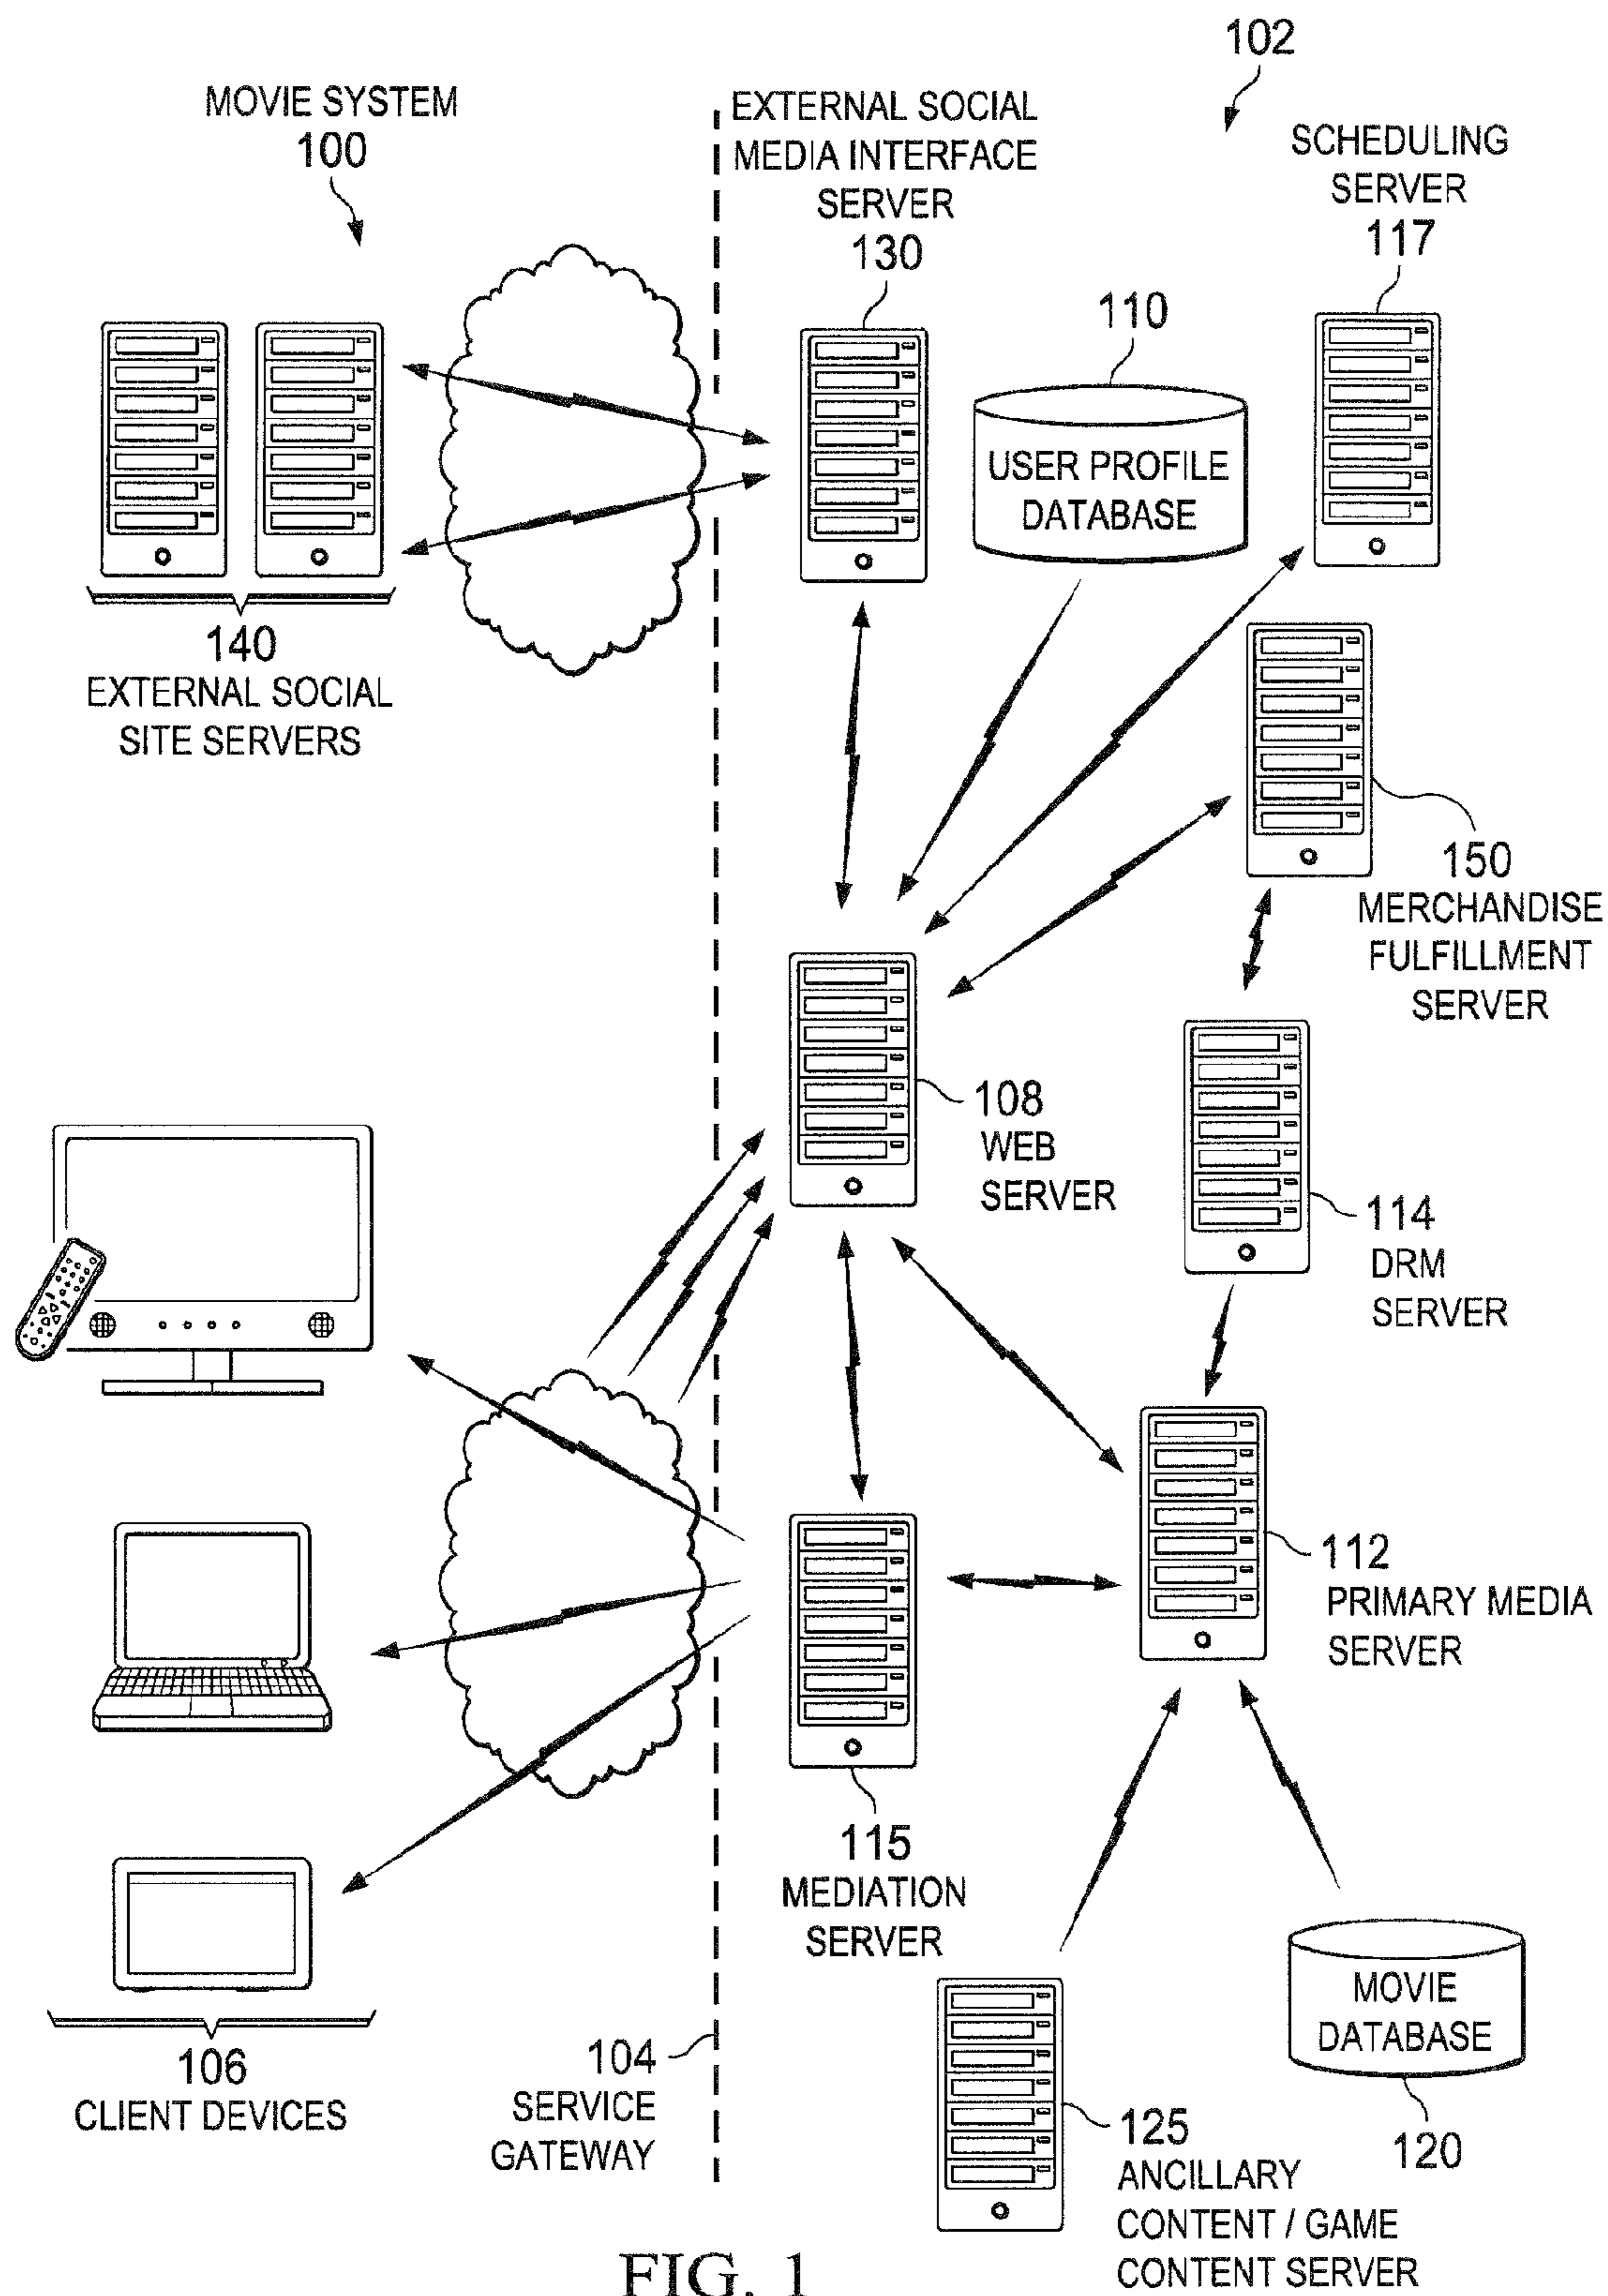 102
MOVIE SYSTEM
100
EXTERNAL SOCIAL
MEDIA INTERFACE
SERVER
130
SCHEDULING
SERVER
117
110
USER PROFILE
DATABASE
140
EXTERNAL SOCIAL
SITE SERVERS
150
MERCHANDISE
FULFILLMENT
SERVER
108
WEB
SERVER
114
DRM
SERVER
112
PRIMARY MEDIA
SERVER
115
MEDIATION
SERVER
MOVIE
DATABASE
120
106
CLIENT DEVICES
104
SERVICE
GATEWAY
125
ANCILLARY
CONTENT / GAME
CONTENT SERVER
FIG. 1